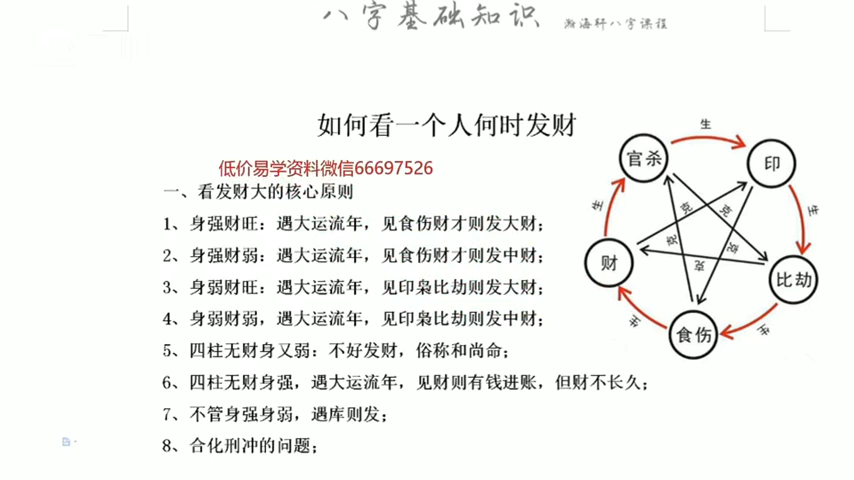 八字基础知识 瀚海轩八字课程
如何看一个人何时发财
低价易学资料微信66697526
一、看发财大的核心原则
1、身强财旺：遇大运流年，见食伤财才则发大财；
2、身强财弱：遇大运流年，见食伤财才则发中财；
3、身弱财旺：遇大运流年，见印枭比劫则发大财；
4、身弱财弱，遇大运流年，见印枭比劫则发中财；
5、四柱无财身又弱：不好发财，俗称和尚命；
6、四柱无财身强，遇大运流年，见财则有钱进账，但财不长久；
7、不管身强身弱，遇库则发；
8、合化刑冲的问题；
生
官杀
印
生
生
克
克
财
克
克
克
比劫
生
生
食伤